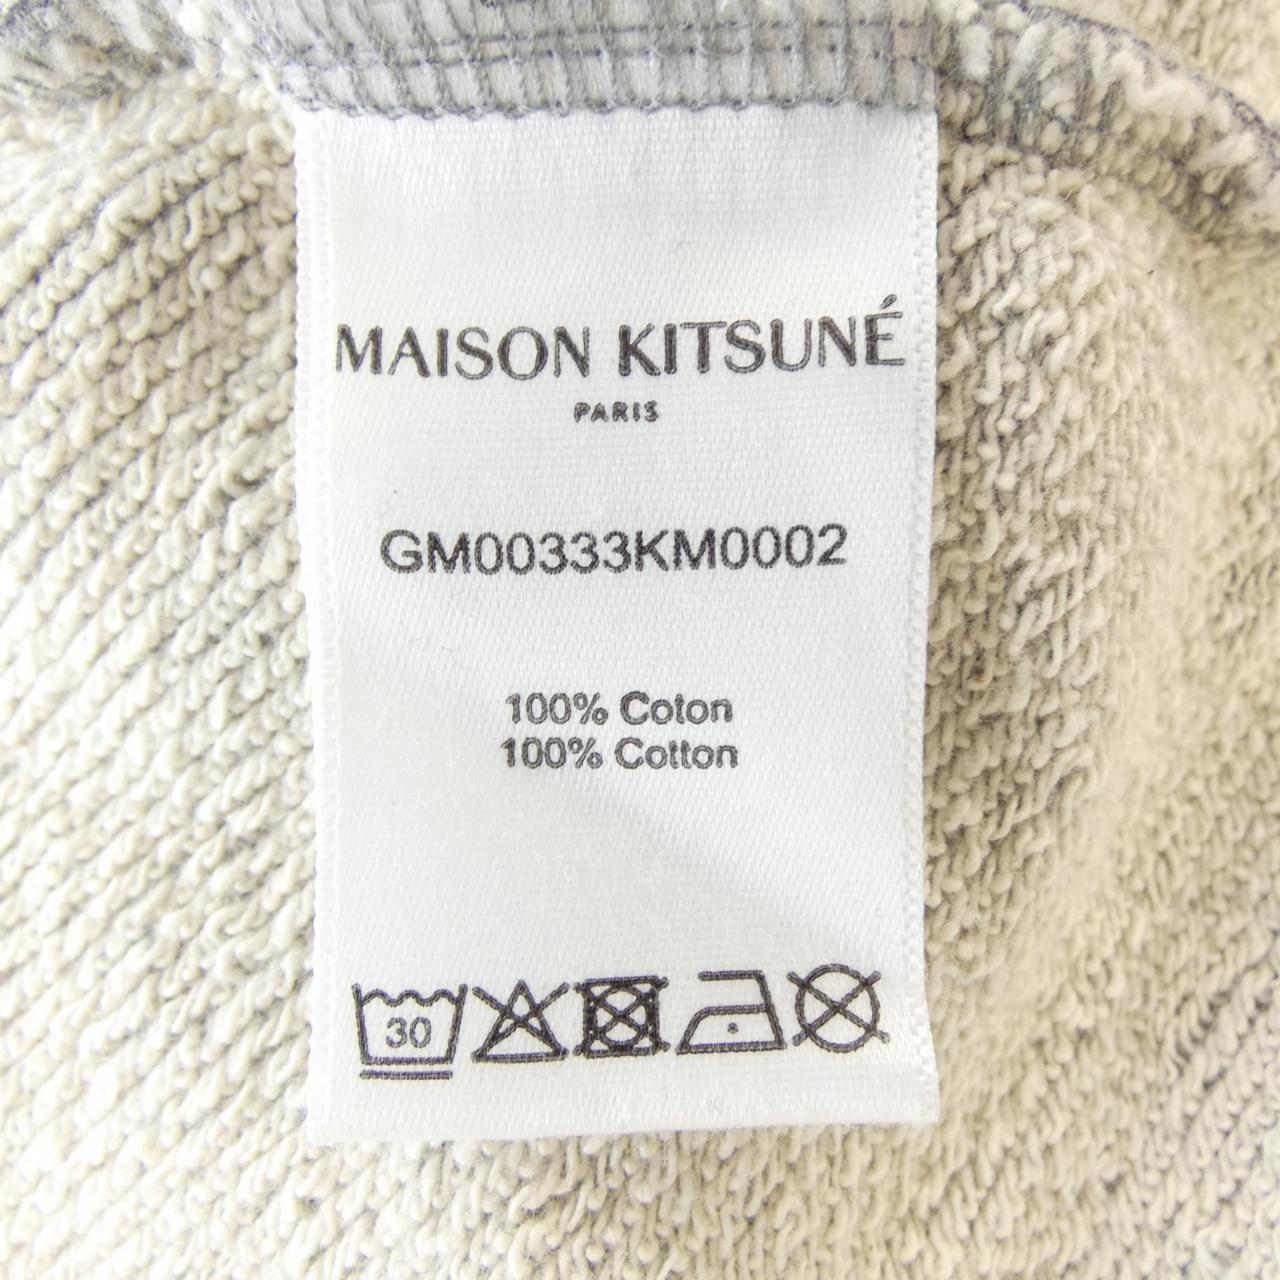 MAISON KITSUNÉ
PARIS
GM00333KM0002
100% Coton
100% Cotton
30